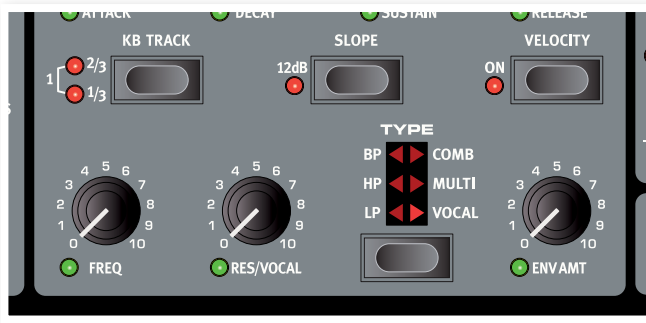 ATTACK DECAY SUSTAIN RELEASE
KB TRACK SLOPE VELOCITY
2/3 12dB ON
1
1/3
TYPE
BP COMB
HP MULTI
LP VOCAL
0 1 2 3 4 5 6 7 8 9 10
0 1 2 3 4 5 6 7 8 9 10
0 1 2 3 4 5 6 7 8 9 10
FREQ RES/VOCAL ENV AMT